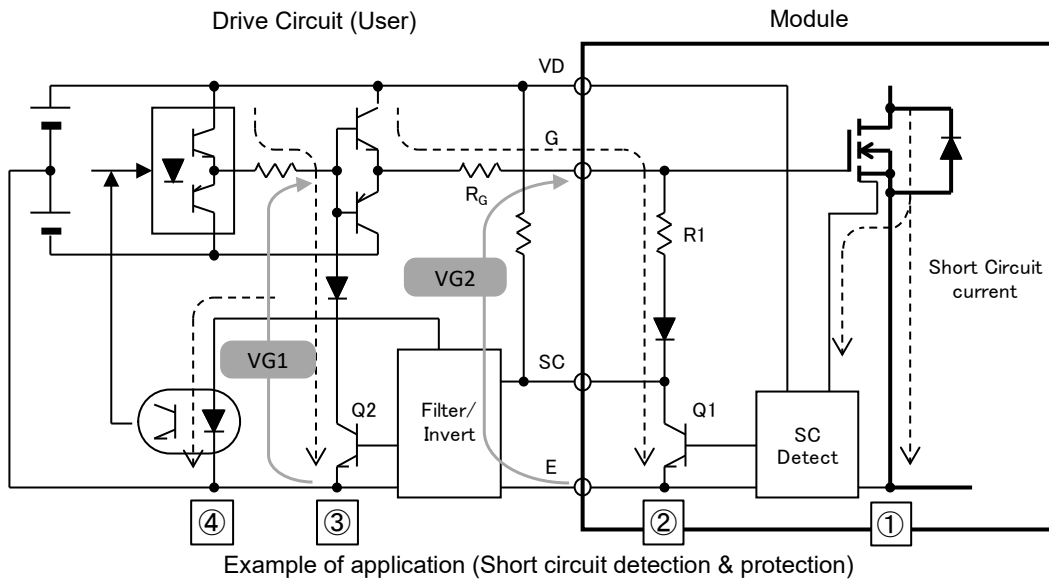 Drive Circuit (User)
Module
VD
G
R_G
R1
VG2
VG1
Short Circuit
current
SC
Q2
Filter/
Invert
Q1
SC
Detect
E
④
③
②
①
Example of application (Short circuit detection & protection)